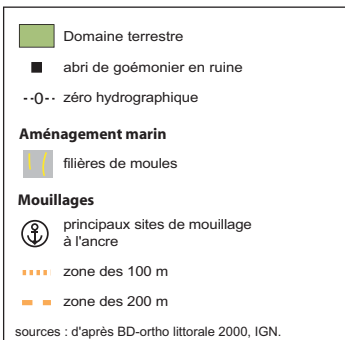 Domaine terrestre
abri de goémonier en ruine
--0-- zéro hydrographique
Aménagement marin
filières de moules
Mouillages
principaux sites de mouillage
à l'ancre
zone des 100 m
zone des 200 m
sources : d'après BD-ortho littorale 2000, IGN.